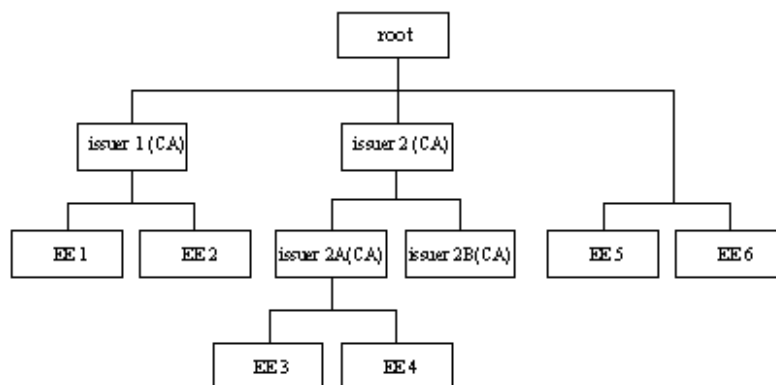 root
issuer 1 (CA)
issuer 2 (CA)
EE 1
EE 2
issuer 2A(CA)
issuer 2B(CA)
EE 5
EE 6
EE 3
EE 4